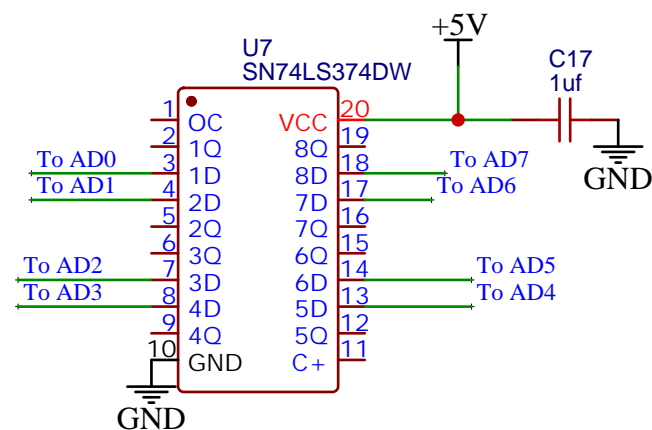 +5V
U7
SN74LS374DW
C17
1uf
GND
1 OC VCC 20
2 1Q 8Q 19
To AD0 3 1D 8D 18 To AD7
To AD1 4 2D 7D 17 To AD6
5 2Q 7Q 16
6 3Q 6Q 15
To AD2 7 3D 6D 14 To AD5
To AD3 8 4D 5D 13 To AD4
9 4Q 5Q 12
10 GND C+ 11
GND